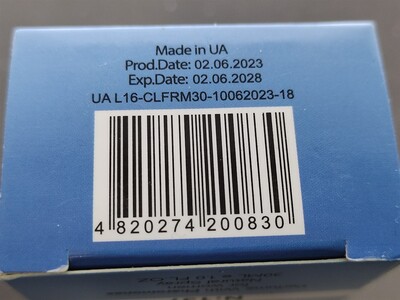 Made in UA
Prod.Date: 02.06.2023
Exp.Date: 02.06.2028
UA L16-CLFRM30-10062023-18
4 820274 200830